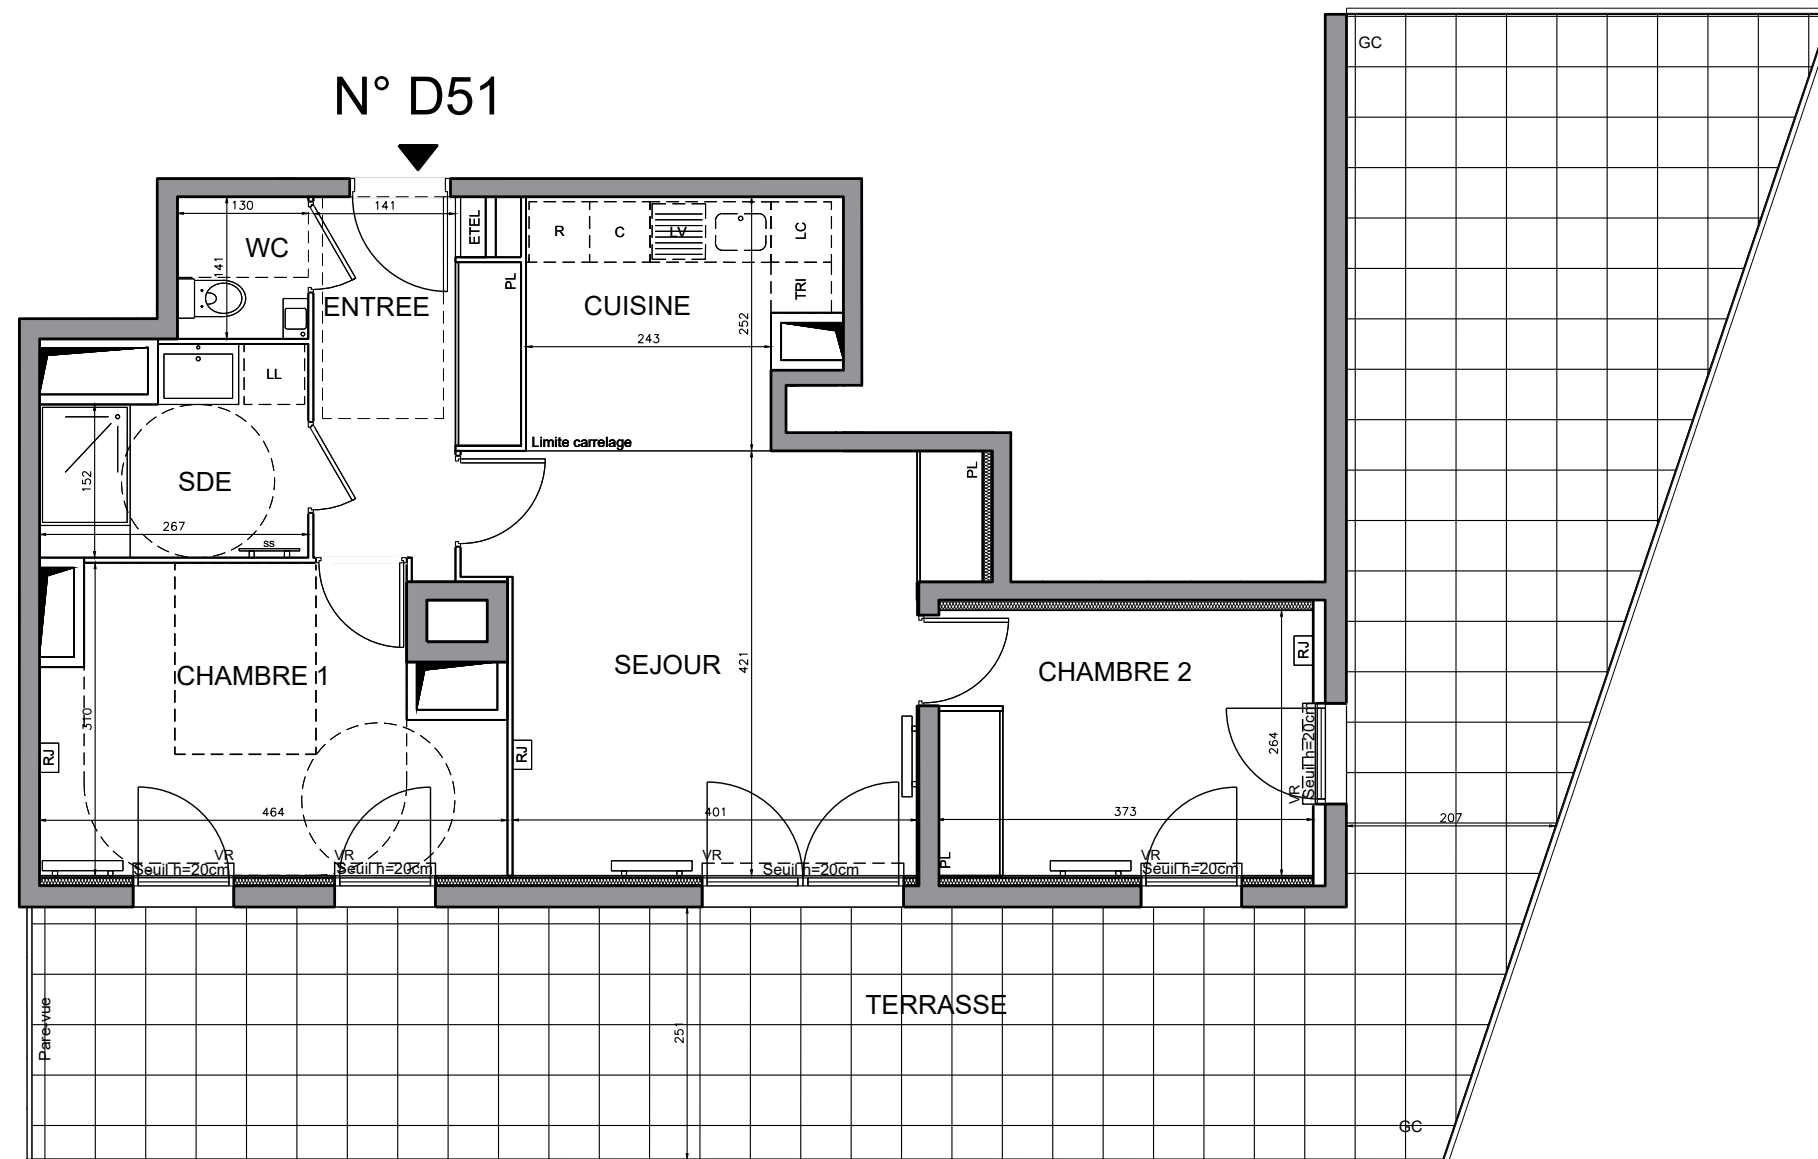 N° D51
GC
130
141
WC
141
ETEL
R
C
LV
LC
TRI
PL
ENTREE
CUISINE
252
243
LL
Limite carrelage
PL
152
SDE
267
SS
CHAMBRE 1
310
RJ
464
VR
Seuil h=20cm
VR
Seuil h=20cm
SEJOUR
421
RJ
401
VR
Seuil h=20cm
CHAMBRE 2
RJ
264
VR
Seuil h=20cm
373
PL
VR
Seuil h=20cm
207
TERRASSE
251
Pare-vue
GC